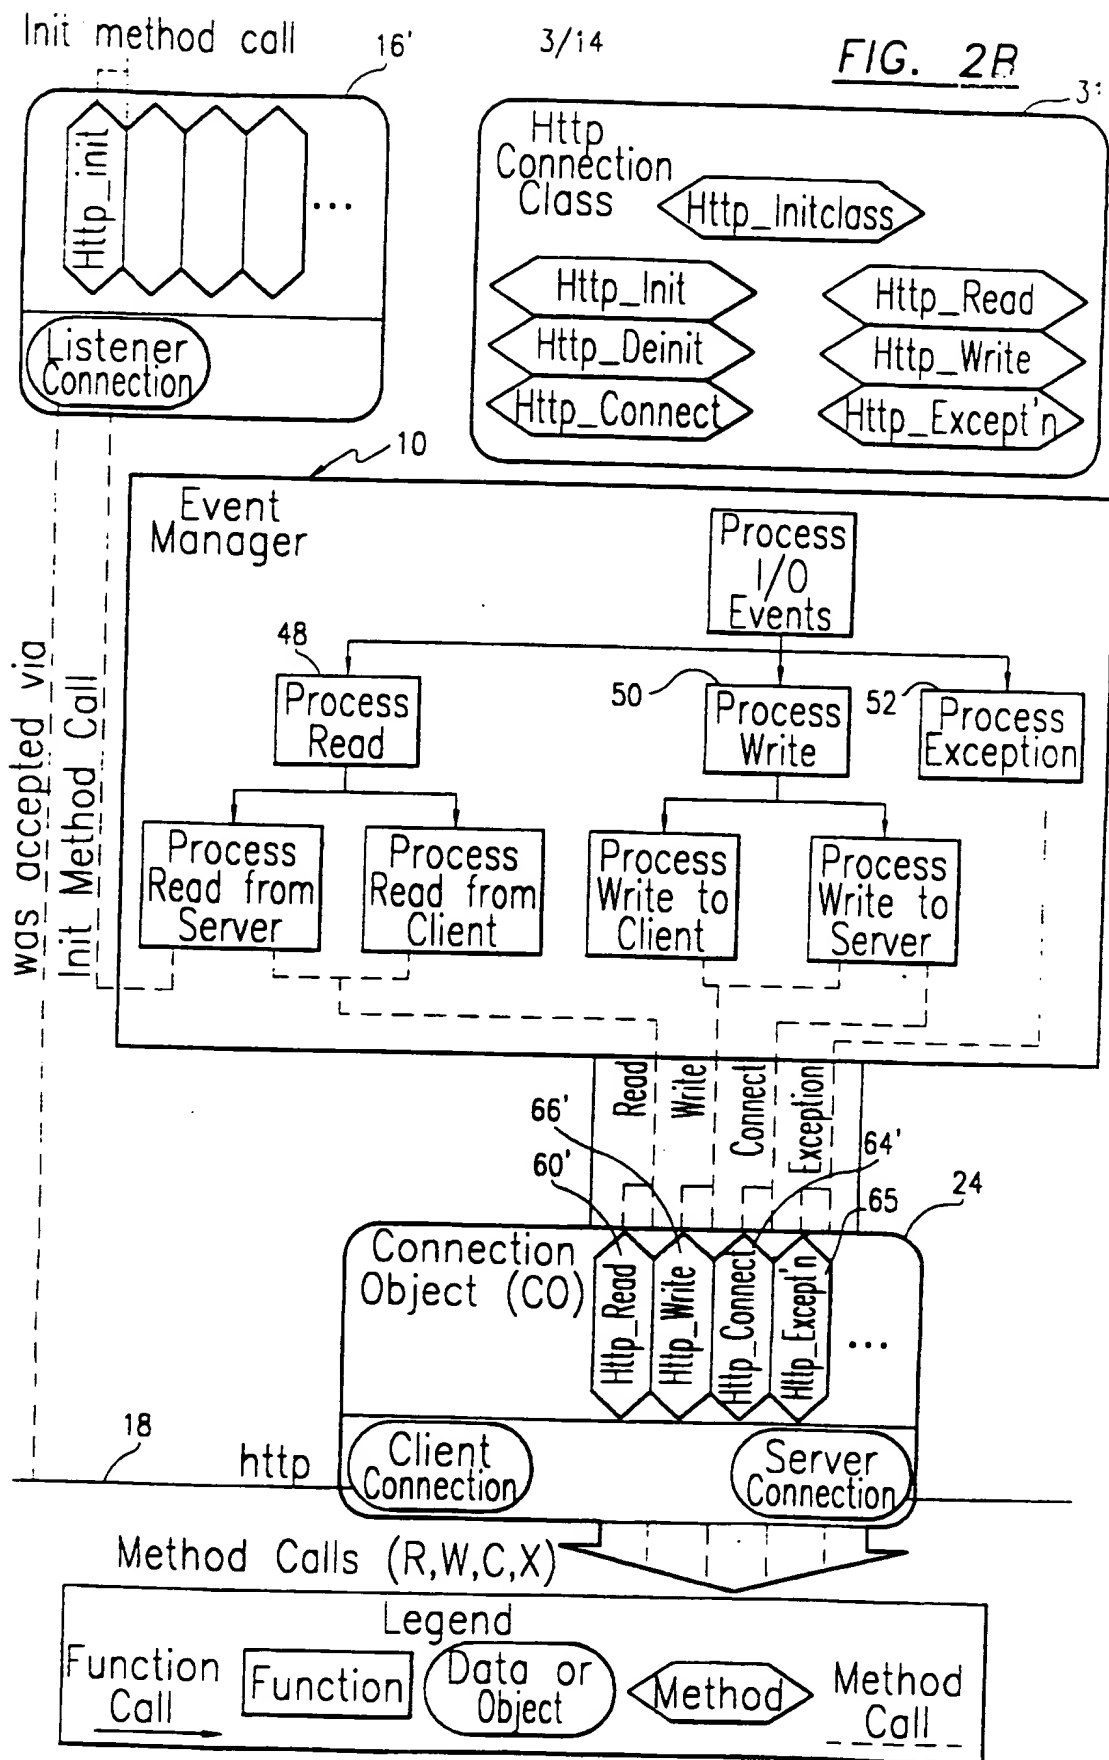 Init method call
16'
3/14
FIG. 2B
3'
Http_init
...
Listener
Connection
Http
Connection
Class
Http_Initclass
Http_Init
Http_Deinit
Http_Connect
Http_Read
Http_Write
Http_Except'n
10
Event
Manager
Process
I/O
Events
48
Process
Read
50
Process
Write
52
Process
Exception
Process
Read from
Server
Process
Read from
Client
Process
Write to
Client
Process
Write to
Server
was accepted via
Init Method Call
Read
Write
Connect
Exception
66'
60'
64'
65
24
Connection
Object (CO)
Http_Read
Http_Write
Http_Connect
Http_Except'n
...
18
http
Client
Connection
Server
Connection
Method Calls (R,W,C,X)
Legend
Function
Call
Function
Data or
Object
Method
Method
Call